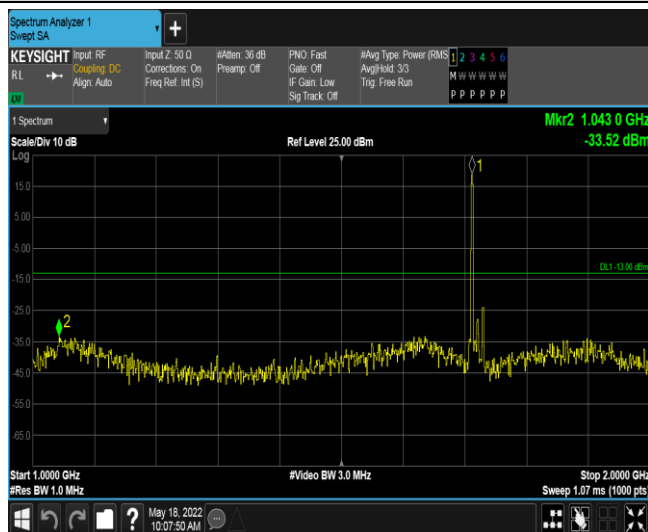 Spectrum Analyzer 1
Swept SA
KEYSIGHT
RL
LXI
Input: RF
Coupling: DC
Align: Auto
Input Z: 50 Ω
Corrections: On
Freq Ref: Int (S)
#Atten: 36 dB
Preamp: Off
PNO: Fast
Gate: Off
IF Gain: Low
Sig Track: Off
#Avg Type: Power (RMS
Avg|Hold: 3/3
Trig: Free Run
1 2 3 4 5 6
M W W W W W
P P P P P P
1 Spectrum
Mkr2 1.043 0 GHz
Scale/Div 10 dB
Ref Level 25.00 dBm
-33.52 dBm
Log
1
15.0
5.00
-5.00
DL1 -13.00 dBm
-15.0
-25.0
2
-35.0
-45.0
-55.0
-65.0
Start 1.0000 GHz
#Video BW 3.0 MHz
Stop 2.0000 GHz
#Res BW 1.0 MHz
Sweep 1.07 ms (1000 pts)
?
May 18, 2022
10:07:50 AM